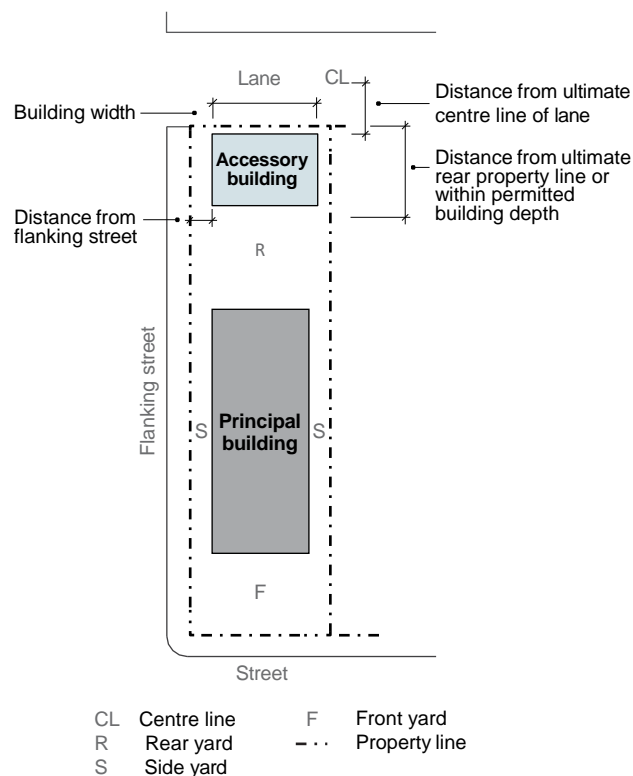 Lane
CL
Building width
Distance from ultimate
centre line of lane
Accessory
building
Distance from ultimate
rear property line or
within permitted
building depth
Distance from
flanking street
R
Flanking street
S
Principal
building
S
F
Street
CL Centre line
F Front yard
R Rear yard
Property line
S Side yard